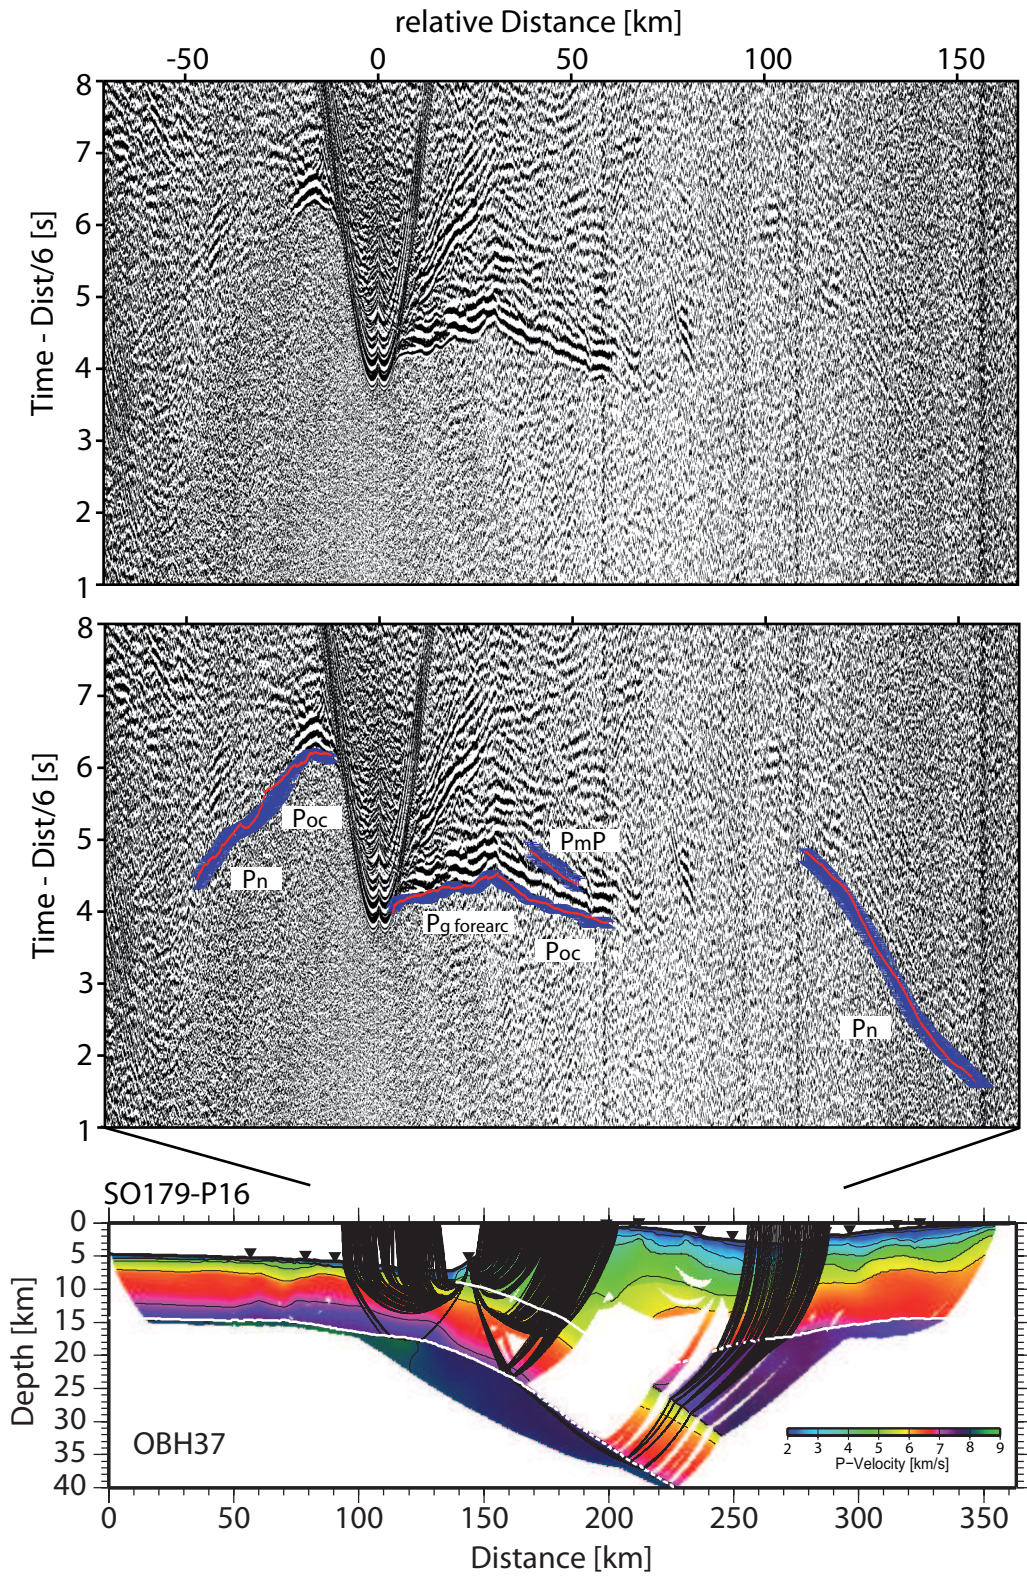 relative Distance [km]
-50 0 50 100 150
8
7
6
5
4
3
2
1
Time - Dist/6 [s]
8
7
6
5
4
3
2
1
Time - Dist/6 [s]
Poc
Pn
PmP
Pg forearc
Poc
Pn
SO179-P16
0
5
10
15
20
25
30
35
40
Depth [km]
OBH37
2 3 4 5 6 7 8 9
P-Velocity [km/s]
0 50 100 150 200 250 300 350
Distance [km]